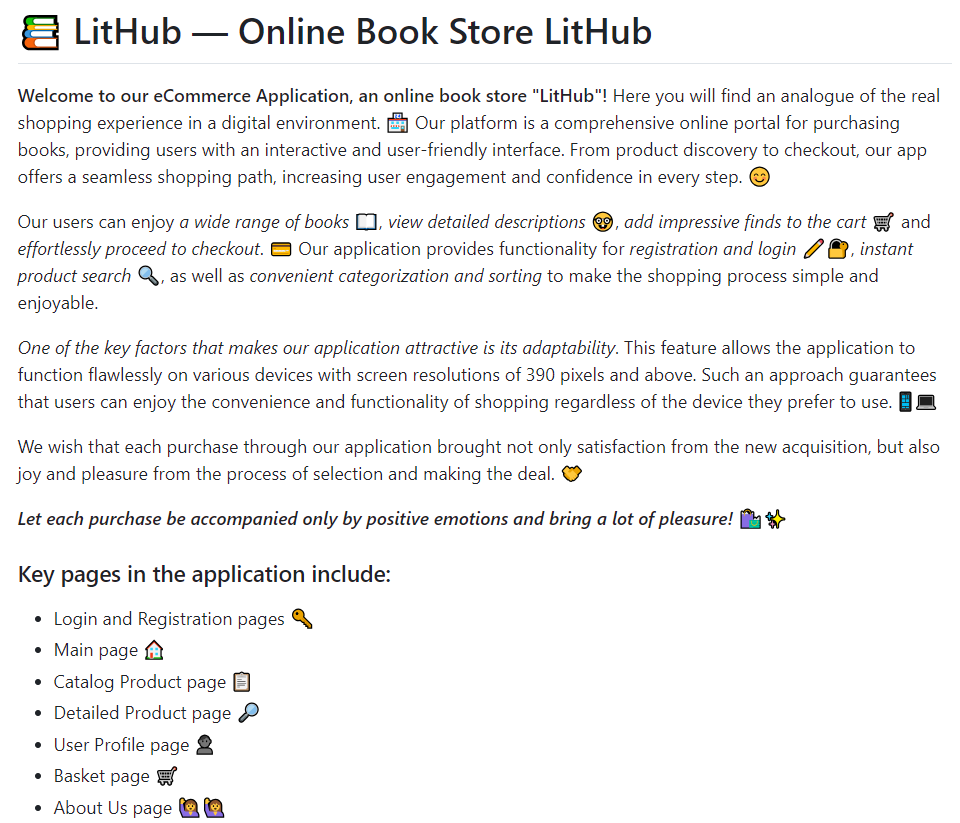 📚 LitHub — Online Book Store LitHub
Welcome to our eCommerce Application, an online book store "LitHub"! Here you will find an analogue of the real
shopping experience in a digital environment. 🏪 Our platform is a comprehensive online portal for purchasing
books, providing users with an interactive and user-friendly interface. From product discovery to checkout, our app
offers a seamless shopping path, increasing user engagement and confidence in every step. 😊
Our users can enjoy a wide range of books 📖, view detailed descriptions 🤓, add impressive finds to the cart 🛒 and
effortlessly proceed to checkout. 💳 Our application provides functionality for registration and login ✏️🔐, instant
product search 🔍, as well as convenient categorization and sorting to make the shopping process simple and
enjoyable.
One of the key factors that makes our application attractive is its adaptability. This feature allows the application to
function flawlessly on various devices with screen resolutions of 390 pixels and above. Such an approach guarantees
that users can enjoy the convenience and functionality of shopping regardless of the device they prefer to use. 📱💻
We wish that each purchase through our application brought not only satisfaction from the new acquisition, but also
joy and pleasure from the process of selection and making the deal. 🤝
Let each purchase be accompanied only by positive emotions and bring a lot of pleasure! 🛍️✨
Key pages in the application include:
• Login and Registration pages 🔑
• Main page 🏠
• Catalog Product page 📋
• Detailed Product page 🔎
• User Profile page 👤
• Basket page 🛒
• About Us page 🙋‍♀️🙋‍♀️